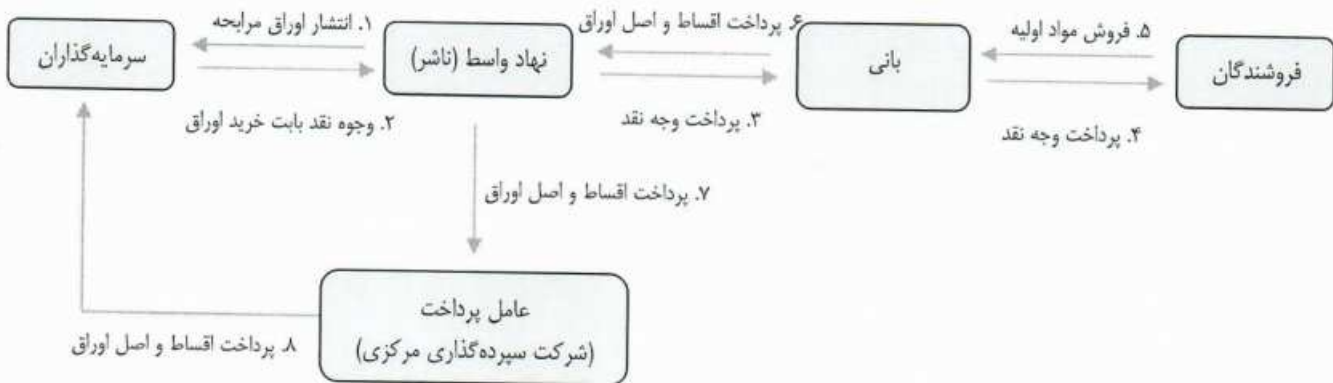 ۶. پرداخت اقساط و اصل اوراق
۱. انتشار اوراق مرابحه
۵. فروش مواد اولیه
سرمایه‌گذاران
نهاد واسط (ناشر)
بانی
فروشندگان
۲. وجوه نقد بابت خرید اوراق
۳. پرداخت وجه نقد
۴. پرداخت وجه نقد
۷. پرداخت اقساط و اصل اوراق
عامل پرداخت
(شرکت سپرده‌گذاری مرکزی)
۸. پرداخت اقساط و اصل اوراق